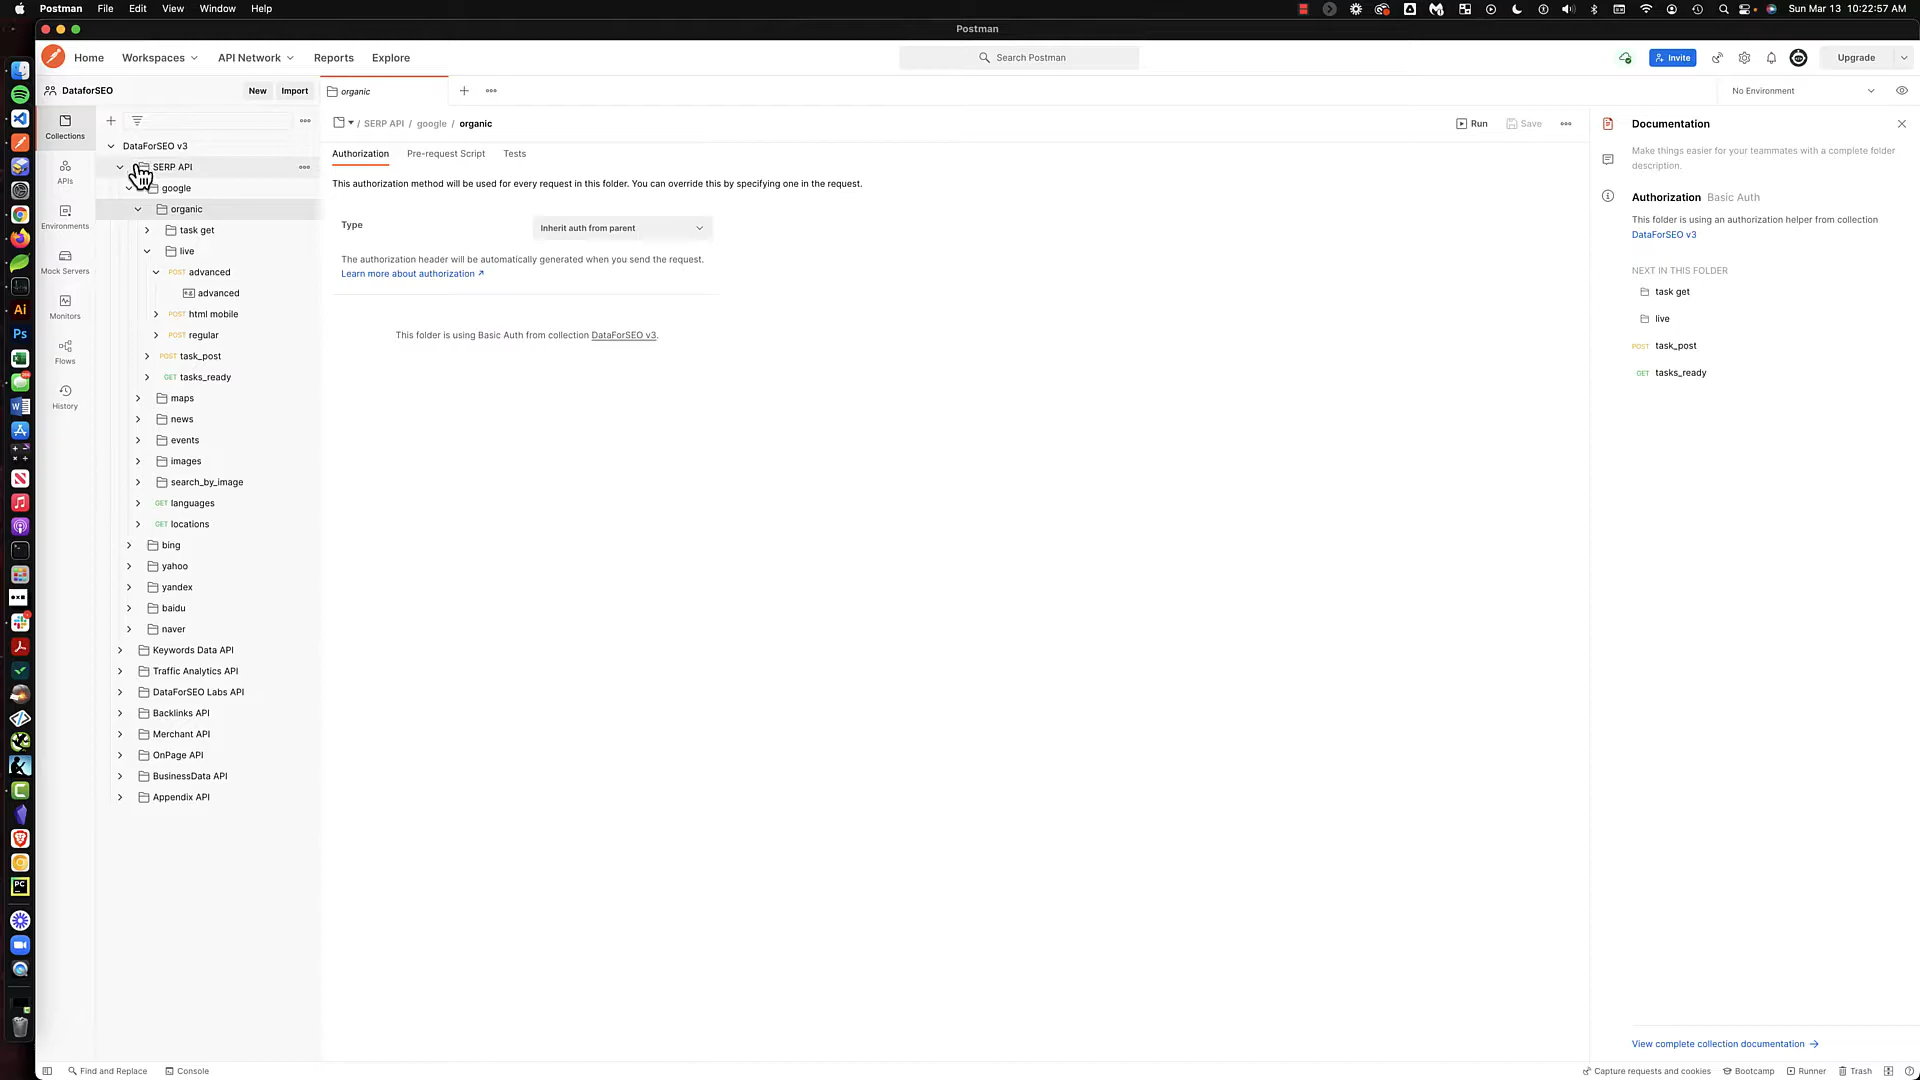 Postman File Edit View Window Help
Sun Mar 13 10:22:57 AM
Postman
Home Workspaces API Network Reports Explore
Search Postman
Invite
Upgrade
DataforSEO
New Import
organic
No Environment
Collections
APIs
Environments
Mock Servers
Monitors
Flows
History
DataForSEO v3
SERP API
google
organic
task get
live
POST advanced
e.g. advanced
POST html mobile
POST regular
POST task_post
GET tasks_ready
maps
news
events
images
search_by_image
GET languages
GET locations
bing
yahoo
yandex
baidu
naver
Keywords Data API
Traffic Analytics API
DataForSEO Labs API
Backlinks API
Merchant API
OnPage API
BusinessData API
Appendix API
/ SERP API / google / organic
Run Save
Authorization Pre-request Script Tests
This authorization method will be used for every request in this folder. You can override this by specifying one in the request.
Type
Inherit auth from parent
The authorization header will be automatically generated when you send the request.
Learn more about authorization ↗
This folder is using Basic Auth from collection DataForSEO v3.
Documentation
Make things easier for your teammates with a complete folder
description.
Authorization Basic Auth
This folder is using an authorization helper from collection
DataForSEO v3
NEXT IN THIS FOLDER
task get
live
POST task_post
GET tasks_ready
View complete collection documentation →
Find and Replace Console
Capture requests and cookies Bootcamp Runner Trash
Ai
Ps
PC